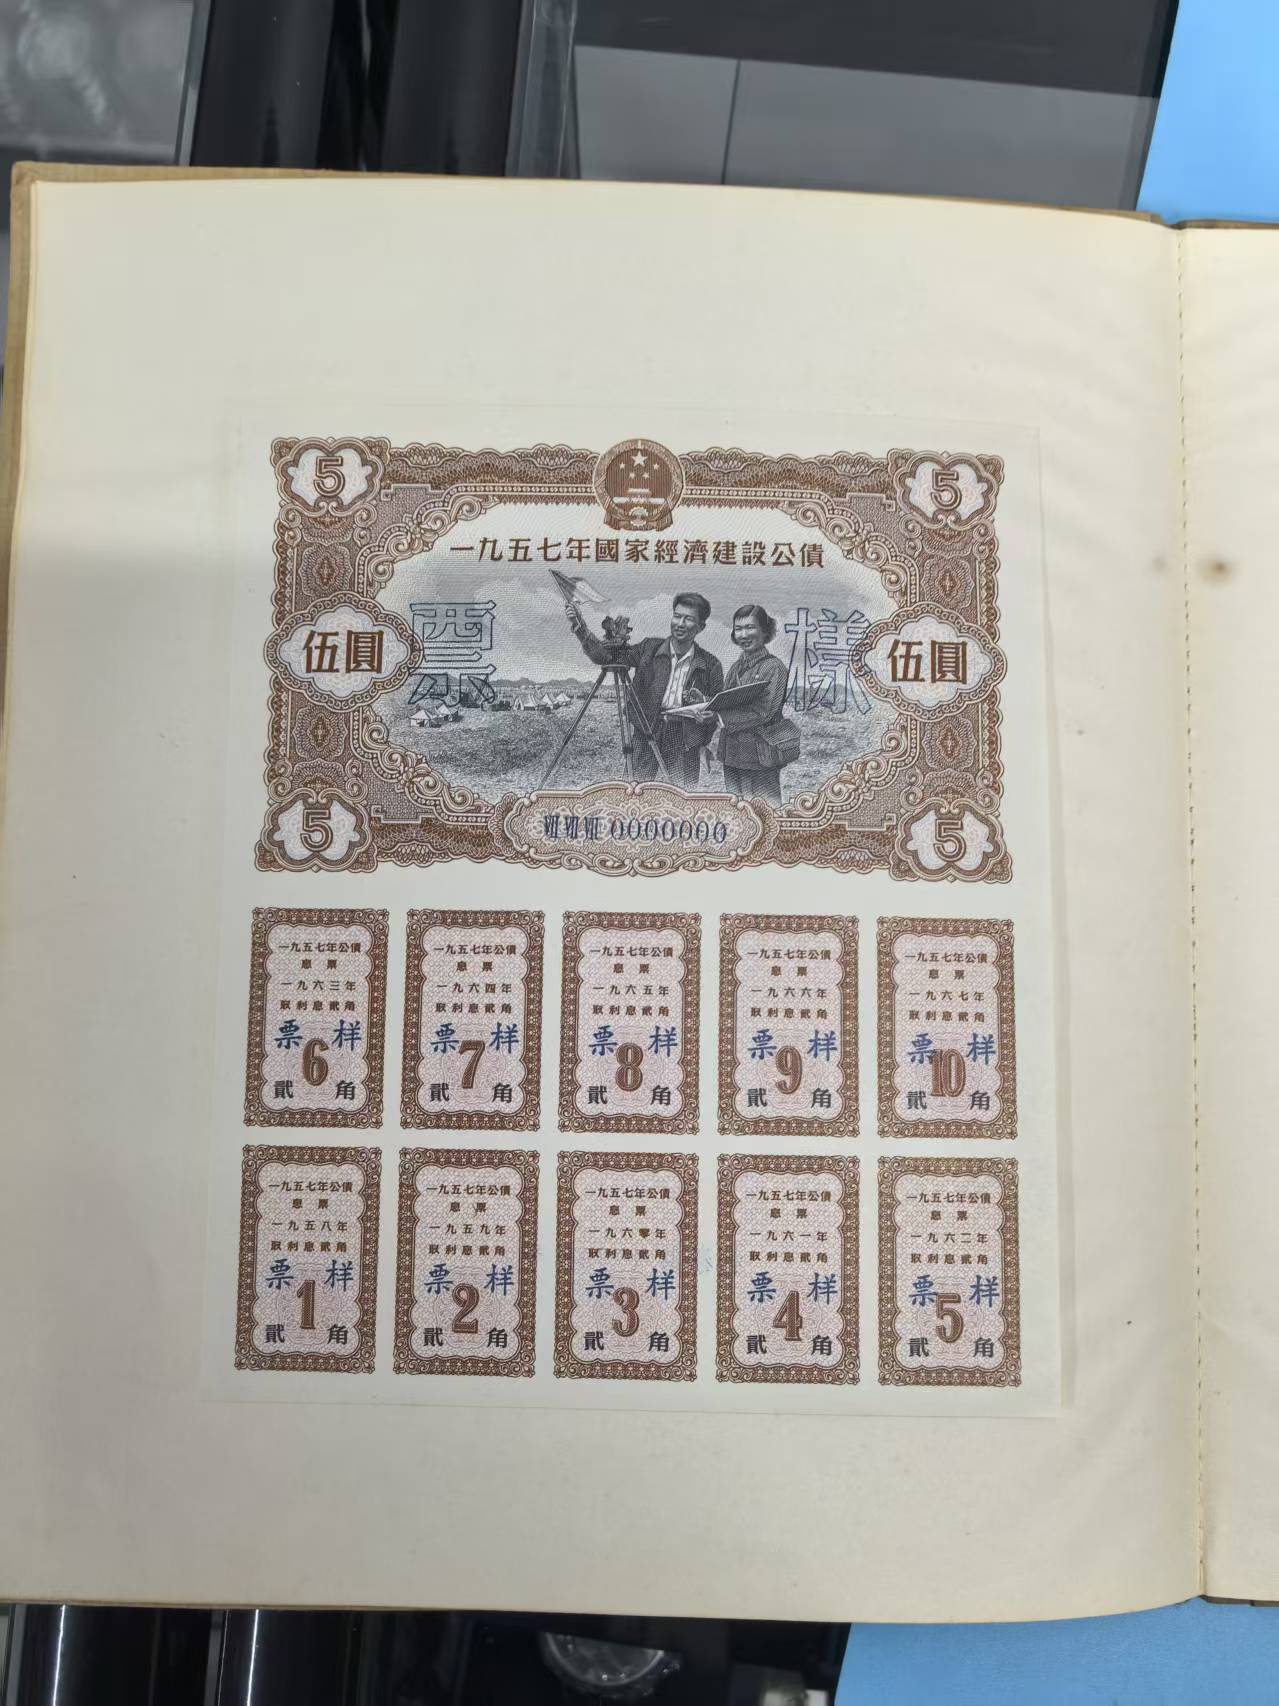 5 5
一九五七年國家經濟建設公債
票 樣
伍圓 伍圓
5 5
Ⅶ Ⅶ Ⅶ 0000000
一九五七年公債
息票
一九六三年
取利息貳角
票 样
6
貳 角
一九五七年公債
息票
一九六四年
取利息貳角
票 样
7
貳 角
一九五七年公債
息票
一九六五年
取利息貳角
票 样
8
貳 角
一九五七年公債
息票
一九六六年
取利息貳角
票 样
9
貳 角
一九五七年公債
息票
一九六七年
取利息貳角
票 样
10
貳 角
一九五七年公債
息票
一九五八年
取利息貳角
票 样
1
貳 角
一九五七年公債
息票
一九五九年
取利息貳角
票 样
2
貳 角
一九五七年公債
息票
一九六零年
取利息貳角
票 样
3
貳 角
一九五七年公債
息票
一九六一年
取利息貳角
票 样
4
貳 角
一九五七年公債
息票
一九六二年
取利息貳角
票 样
5
貳 角